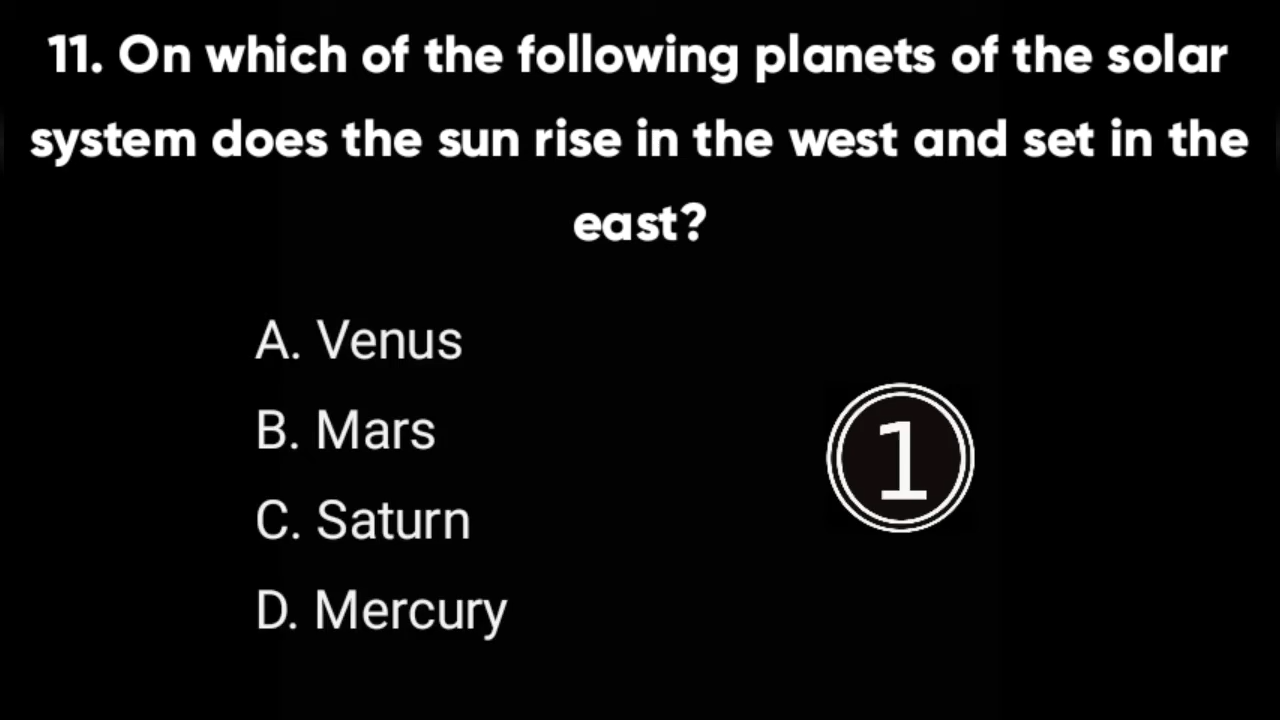 11. On which of the following planets of the solar
system does the sun rise in the west and set in the
east?
A. Venus
B. Mars
C. Saturn
D. Mercury
1